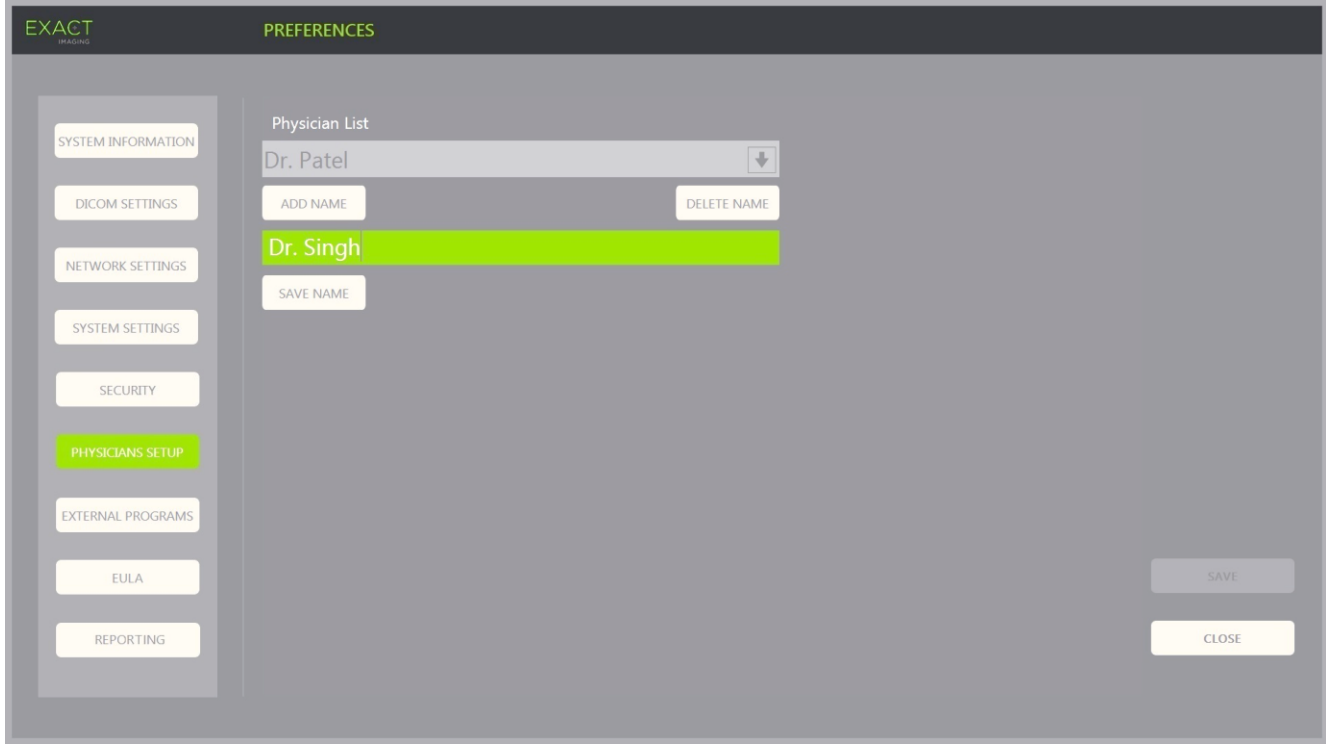 EXACT
IMAGING
PREFERENCES
SYSTEM INFORMATION
DICOM SETTINGS
NETWORK SETTINGS
SYSTEM SETTINGS
SECURITY
PHYSICIANS SETUP
EXTERNAL PROGRAMS
EULA
REPORTING
Physician List
Dr. Patel
ADD NAME DELETE NAME
Dr. Singh
SAVE NAME
SAVE
CLOSE